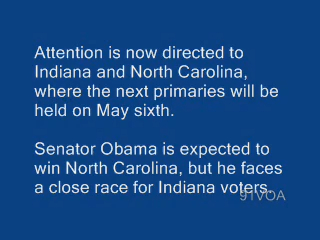 Attention is now directed to
Indiana and North Carolina,
where the next primaries will be
held on May sixth.
Senator Obama is expected to
win North Carolina, but he faces
a close race for Indiana voters.
91VOA